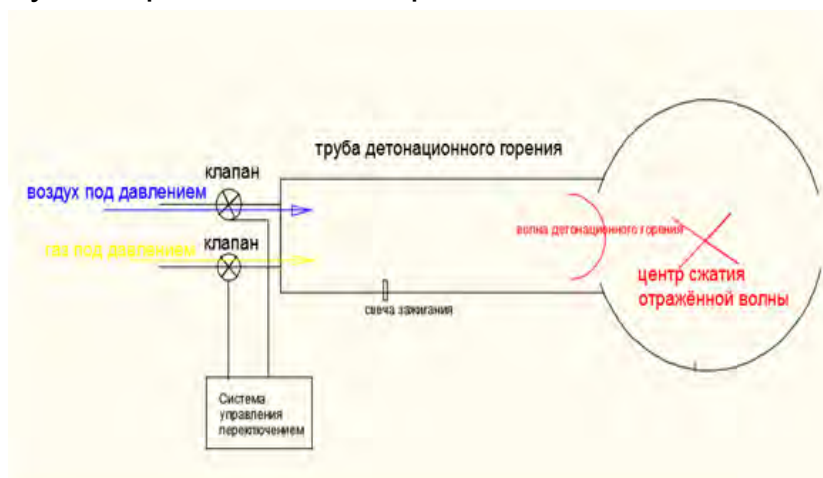 труба детонационного горения
клапан
воздух под давлением
клапан
газ под давлением
волна детонационного горения
центр сжатия
отражённой волны
свеча зажигания
Система
управления
переключением